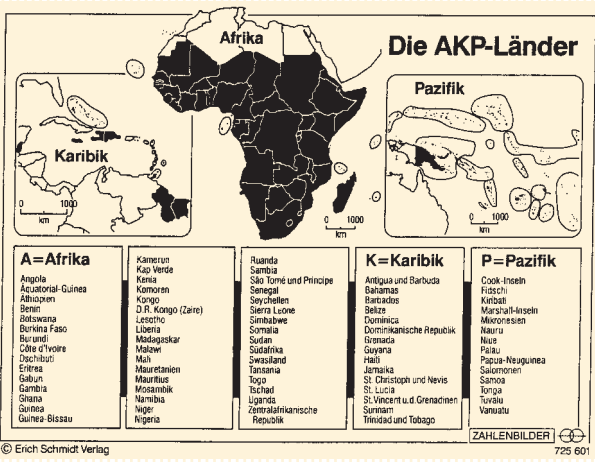 Die AKP-Länder
Afrika
Karibik
Pazifik
0 1000
km
0 1000
km
0 1000
km
A=Afrika
Angola
Äquatorial-Guinea
Äthiopien
Benin
Botswana
Burkina Faso
Burundi
Côte d'Ivoire
Dschibuti
Eritrea
Gabun
Gambia
Ghana
Guinea
Guinea-Bissau
Kamerun
Kap Verde
Kenia
Komoren
Kongo
D.R. Kongo (Zaire)
Lesotho
Liberia
Madagaskar
Malawi
Mali
Mauretanien
Mauritius
Mosambik
Namibia
Niger
Nigeria
Ruanda
Sambia
São Tomé und Príncipe
Senegal
Seychellen
Sierra Leone
Simbabwe
Somalia
Sudan
Südafrika
Swasiland
Tansania
Togo
Tschad
Uganda
Zentralafrikanische
Republik
K=Karibik
Antigua und Barbuda
Bahamas
Barbados
Belize
Dominica
Dominikanische Republik
Grenada
Guyana
Haiti
Jamaika
St. Christoph und Nevis
St. Lucia
St.Vincent u.d. Grenadinen
Surinam
Trinidad und Tobago
P=Pazifik
Cook-Inseln
Fidschi
Kiribati
Marshall-Inseln
Mikronesien
Nauru
Niue
Palau
Papua-Neuguinea
Salomonen
Samoa
Tonga
Tuvalu
Vanuatu
ZAHLENBILDER
© Erich Schmidt Verlag
725 601